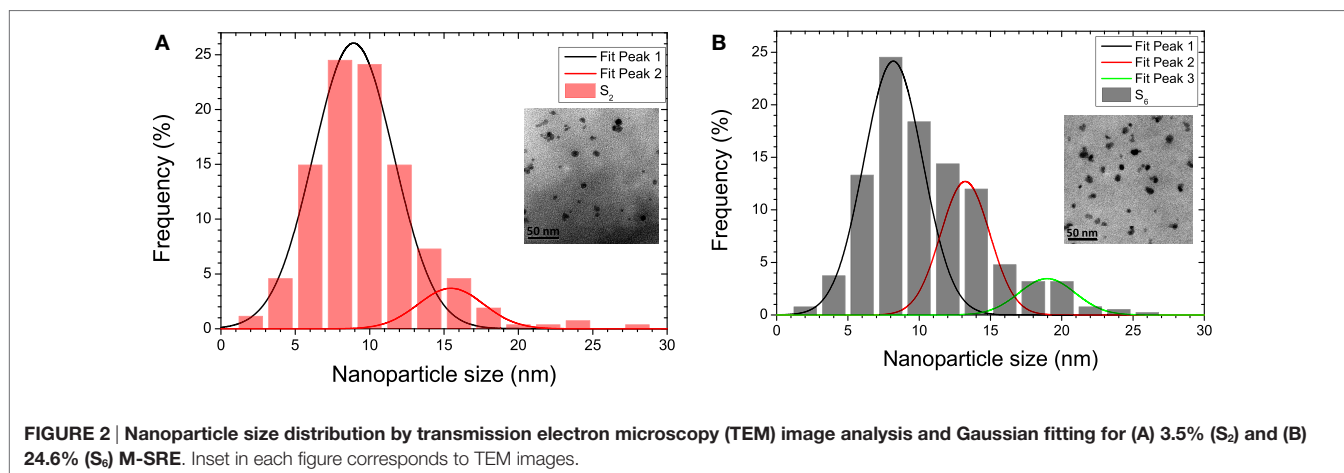 A
Frequency (%)
25
20
15
10
5
0
0 5 10 15 20 25 30
Nanoparticle size (nm)
Fit Peak 1
Fit Peak 2
S₂
50 nm
B
Frequency (%)
25
20
15
10
5
0
0 5 10 15 20 25 30
Nanoparticle size (nm)
Fit Peak 1
Fit Peak 2
Fit Peak 3
S₆
50 nm
FIGURE 2 | Nanoparticle size distribution by transmission electron microscopy (TEM) image analysis and Gaussian fitting for (A) 3.5% (S₂) and (B)
24.6% (S₆) M-SRE. Inset in each figure corresponds to TEM images.